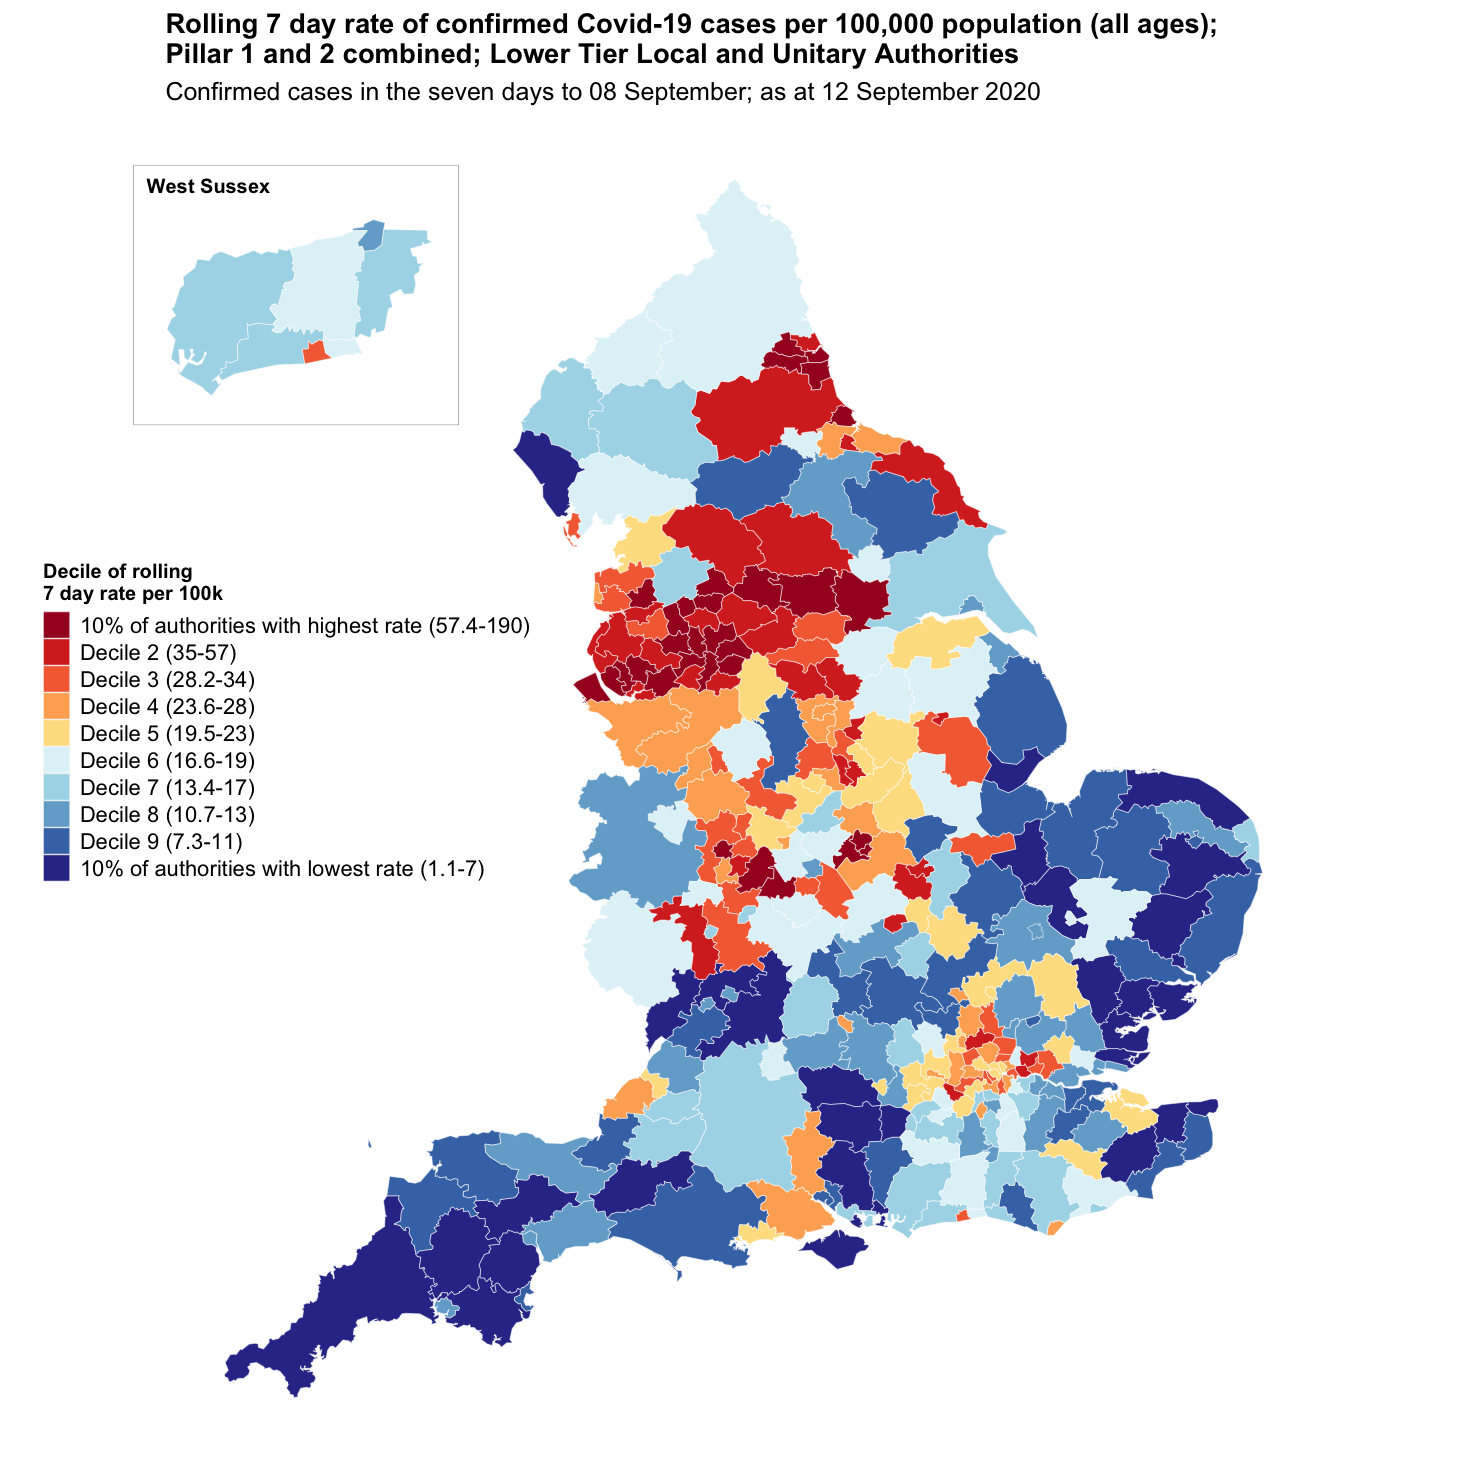 Rolling 7 day rate of confirmed Covid-19 cases per 100,000 population (all ages);
Pillar 1 and 2 combined; Lower Tier Local and Unitary Authorities
Confirmed cases in the seven days to 08 September; as at 12 September 2020
West Sussex
Decile of rolling
7 day rate per 100k
10% of authorities with highest rate (57.4-190)
Decile 2 (35-57)
Decile 3 (28.2-34)
Decile 4 (23.6-28)
Decile 5 (19.5-23)
Decile 6 (16.6-19)
Decile 7 (13.4-17)
Decile 8 (10.7-13)
Decile 9 (7.3-11)
10% of authorities with lowest rate (1.1-7)